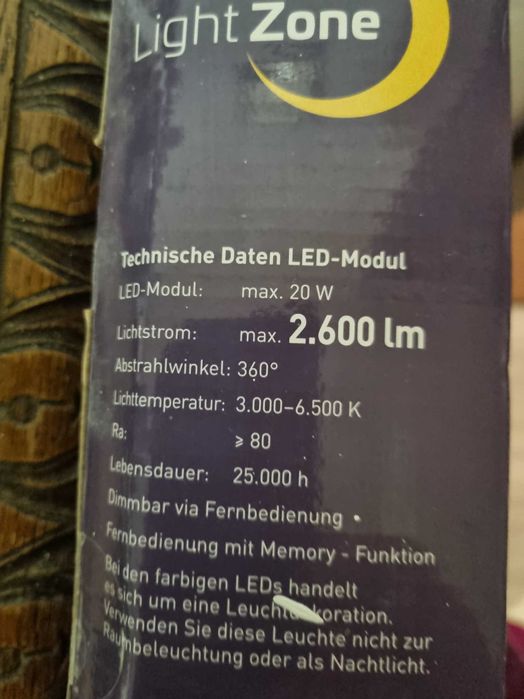 Light Zone
Technische Daten LED-Modul
LED-Modul: max. 20 W
Lichtstrom: max. 2.600 lm
Abstrahlwinkel: 360°
Lichttemperatur: 3.000–6.500 K
Ra: ≥ 80
Lebensdauer: 25.000 h
Dimmbar via Fernbedienung •
Fernbedienung mit Memory - Funktion
Bei den farbigen LEDs handelt
es sich um eine
Verwenden Sie diese Leuchte nicht zur
Raumbeleuchtung oder als Nachtlicht.